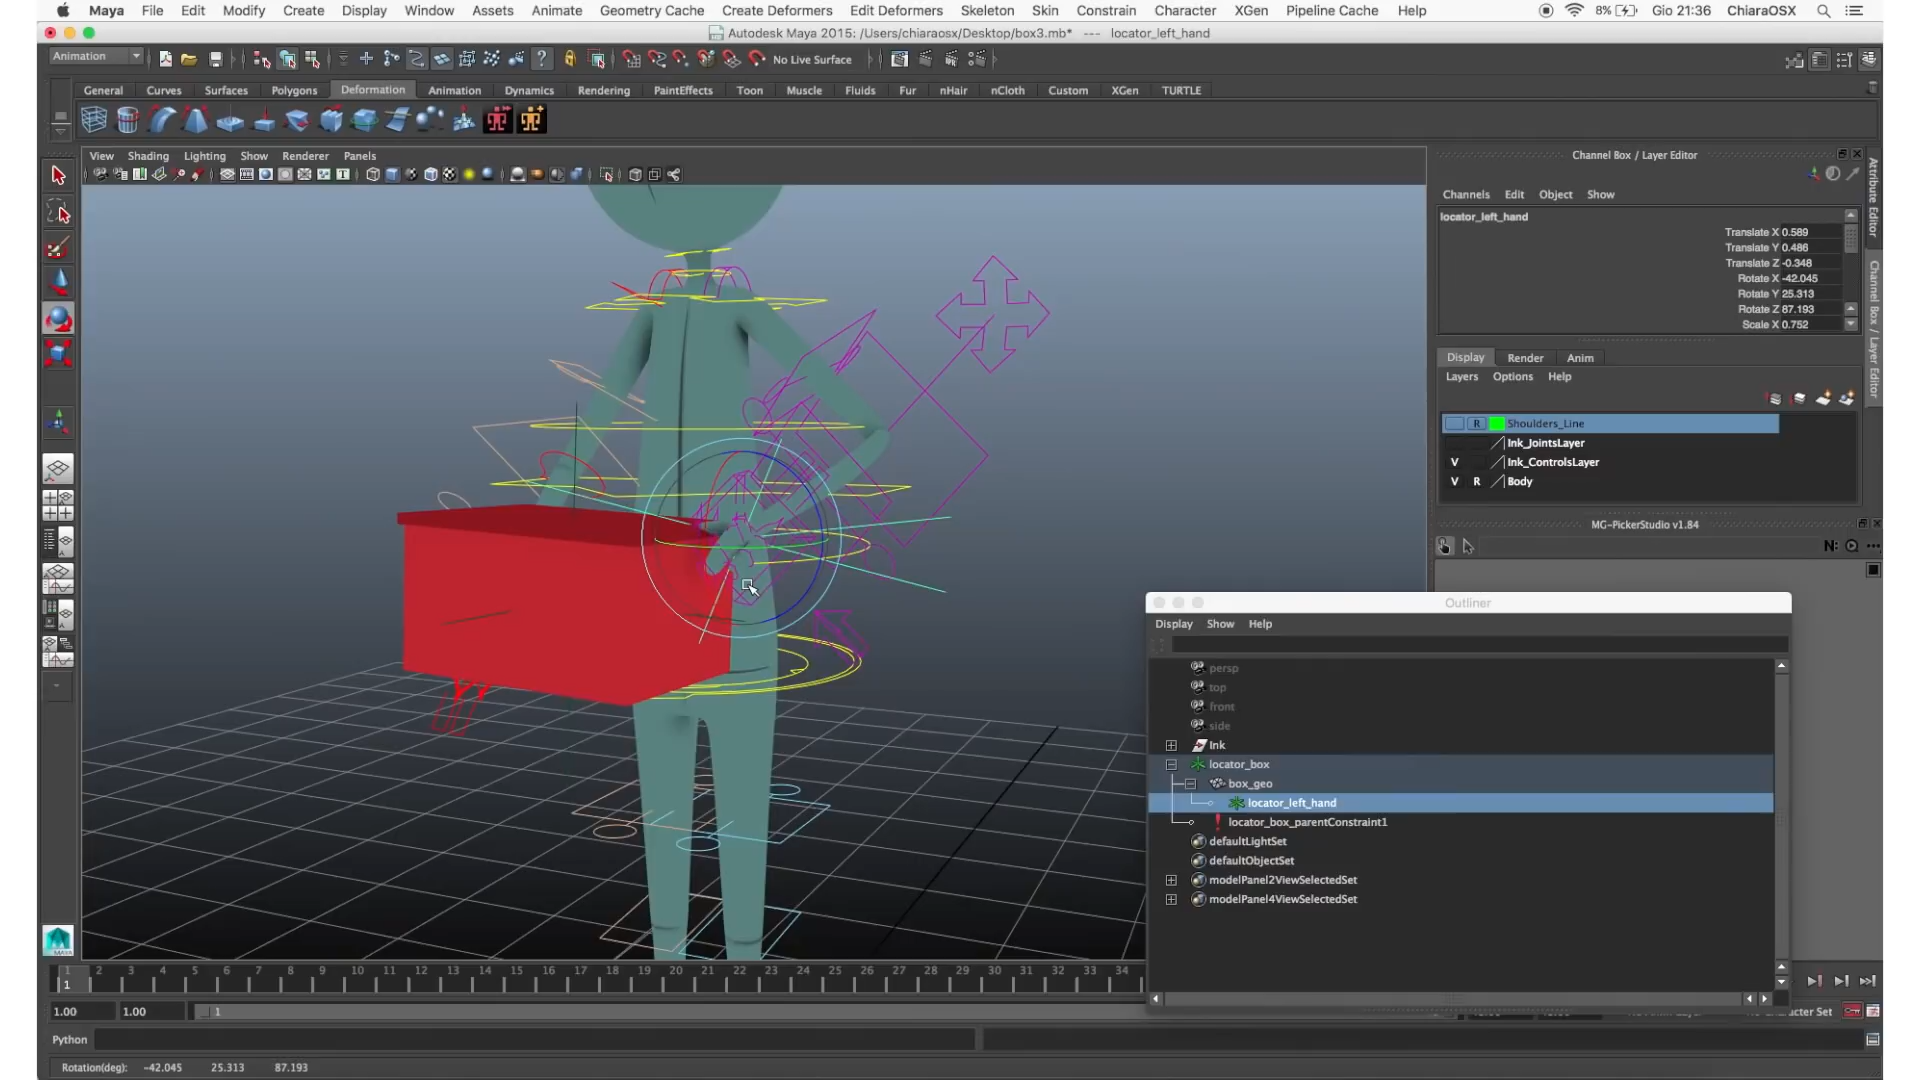 Maya File Edit Modify Create Display Window Assets Animate Geometry Cache Create Deformers Edit Deformers Skeleton Skin Constrain Character XGen Pipeline Cache Help 8% Gio 21:36 ChiaraOSX
Autodesk Maya 2015: /Users/chiaraosx/Desktop/box3.mb* --- locator_left_hand
Animation No Live Surface
General Curves Surfaces Polygons Deformation Animation Dynamics Rendering PaintEffects Toon Muscle Fluids Fur nHair nCloth Custom XGen TURTLE
View Shading Lighting Show Renderer Panels
Channel Box / Layer Editor
Channels Edit Object Show
locator_left_hand
Translate X 0.589
Translate Y 0.486
Translate Z -0.348
Rotate X -42.045
Rotate Y 25.313
Rotate Z 87.193
Scale X 0.752
Attribute Editor
Channel Box / Layer Editor
Display Render Anim
Layers Options Help
R Shoulders_Line
Ink_JointsLayer
V Ink_ControlsLayer
V R Body
MG-PickerStudio v1.84
N:
Outliner
Display Show Help
persp
top
front
side
Ink
locator_box
box_geo
locator_left_hand
locator_box_parentConstraint1
defaultLightSet
defaultObjectSet
modelPanel2ViewSelectedSet
modelPanel4ViewSelectedSet
MAYA
1 2 3 4 5 6 7 8 9 10 11 12 13 14 15 16 17 18 19 20 21 22 23 24 25 26 27 28 29 30 31 32 33 34
1
1.00 1.00 1
Character Set
Python
Rotation(deg): -42.045 25.313 87.193